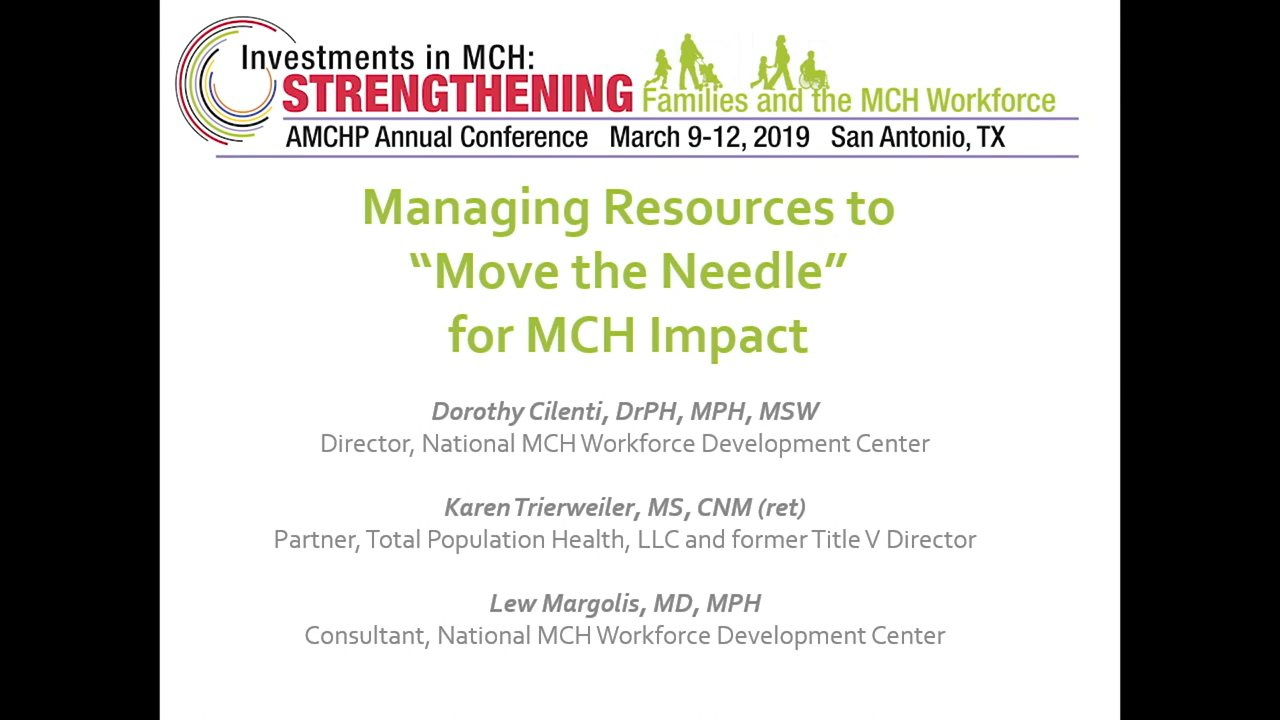 Investments in MCH:
STRENGTHENING Families and the MCH Workforce
AMCHP Annual Conference March 9-12, 2019 San Antonio, TX
Managing Resources to
“Move the Needle”
for MCH Impact
Dorothy Cilenti, DrPH, MPH, MSW
Director, National MCH Workforce Development Center
Karen Trierweiler, MS, CNM (ret)
Partner, Total Population Health, LLC and former Title V Director
Lew Margolis, MD, MPH
Consultant, National MCH Workforce Development Center